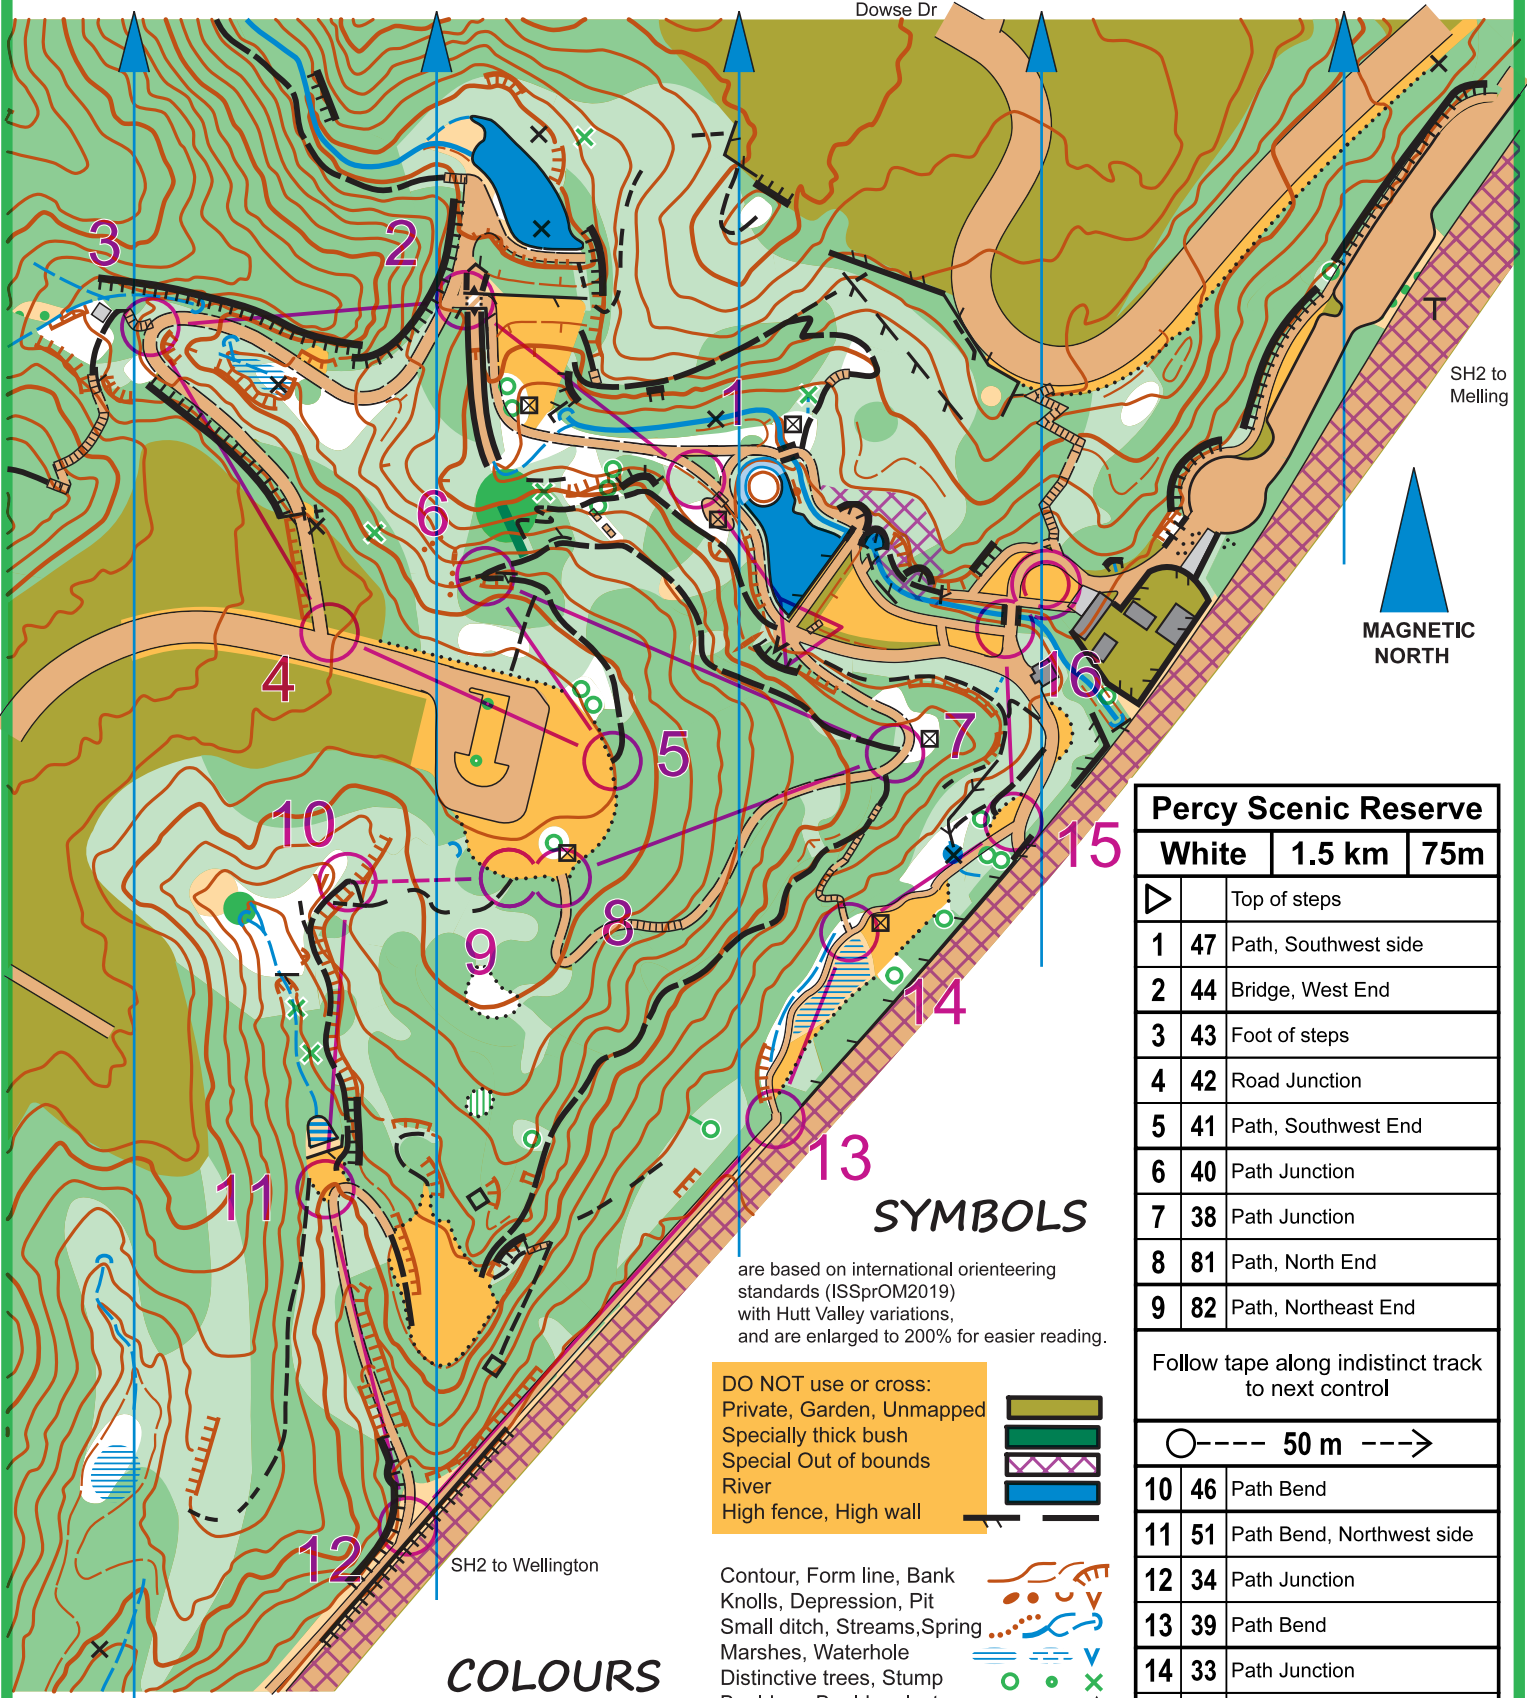 Dowse Dr
3
2
1
6
4
5
7
16
10
8
9
15
14
13
11
12
SH2 to
Melling
MAGNETIC
NORTH
Percy Scenic Reserve
White 1.5 km 75m
Top of steps
1 47 Path, Southwest side
2 44 Bridge, West End
3 43 Foot of steps
4 42 Road Junction
5 41 Path, Southwest End
6 40 Path Junction
7 38 Path Junction
8 81 Path, North End
9 82 Path, Northeast End
Follow tape along indistinct track
to next control
50 m
10 46 Path Bend
11 51 Path Bend, Northwest side
12 34 Path Junction
13 39 Path Bend
14 33 Path Junction
SYMBOLS
are based on international orienteering
standards (ISSprOM2019)
with Hutt Valley variations,
and are enlarged to 200% for easier reading.
DO NOT use or cross:
Private, Garden, Unmapped
Specially thick bush
Special Out of bounds
River
High fence, High wall
Contour, Form line, Bank
Knolls, Depression, Pit
Small ditch, Streams,Spring
Marshes, Waterhole
Distinctive trees, Stump
SH2 to Wellington
COLOURS